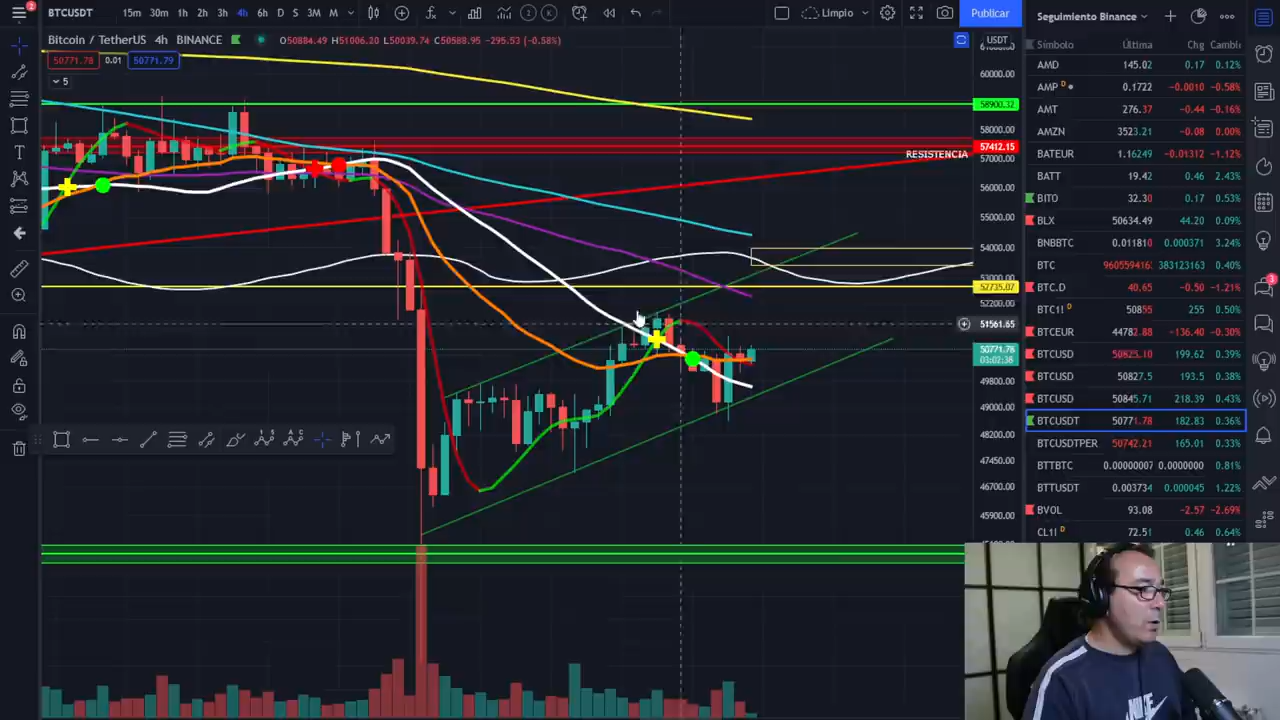 BTCUSDT 15m 30m 1h 2h 3h 4h 6h D S 3M M Limpio Publicar
Seguimiento Binance
Bitcoin / TetherUS 4h BINANCE O50884.49 H51006.20 L50039.74 C50588.95 -295.53 (-0.58%)
USDT
50771.78 0.01 50771.79
5
60000.00
58900.32
58000.00
57412.15
RESISTENCIA
57000.00
56000.00
55000.00
54000.00
53000.00
52735.07
52200.00
51561.65
50771.78
03:02:38
49800.00
49000.00
48200.00
47450.00
46700.00
45900.00
Símbolo Última Chg Cambio
AMD 145.02 0.17 0.12%
AMP D 0.1722 -0.0010 -0.58%
AMT 276.37 -0.44 -0.16%
AMZN 3523.21 -0.08 0.00%
BATEUR 1.16249 -0.01312 -1.12%
BATT 19.42 0.46 2.43%
BITO 32.30 0.17 0.53%
BLX 50634.49 44.20 0.09%
BNBBTC 0.011810 0.000371 3.24%
BTC 9605594163 383123163 0.40%
BTC.D 40.65 -0.50 -1.21%
BTC1! D 50855 255 0.50%
BTCEUR 44782.88 -136.40 -0.30%
BTCUSD 50823.10 199.62 0.39%
BTCUSD 50827.5 193.5 0.38%
BTCUSD 50845.71 218.39 0.43%
BTCUSDT 50771.78 182.83 0.36%
BTCUSDTPER 50742.21 165.01 0.33%
BTTBTC 0.00000007 0.0000000 0.81%
BTTUSDT 0.003734 0.000045 1.22%
BVOL 93.08 -2.57 -2.69%
CL1! D 72.51 0.46 0.64%